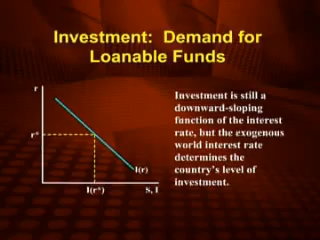 Investment: Demand for
Loanable Funds
r
Investment is still a
downward-sloping
function of the interest
rate, but the exogenous
world interest rate
determines the
country's level of
investment.
r*
I(r)
I(r*)
S, I